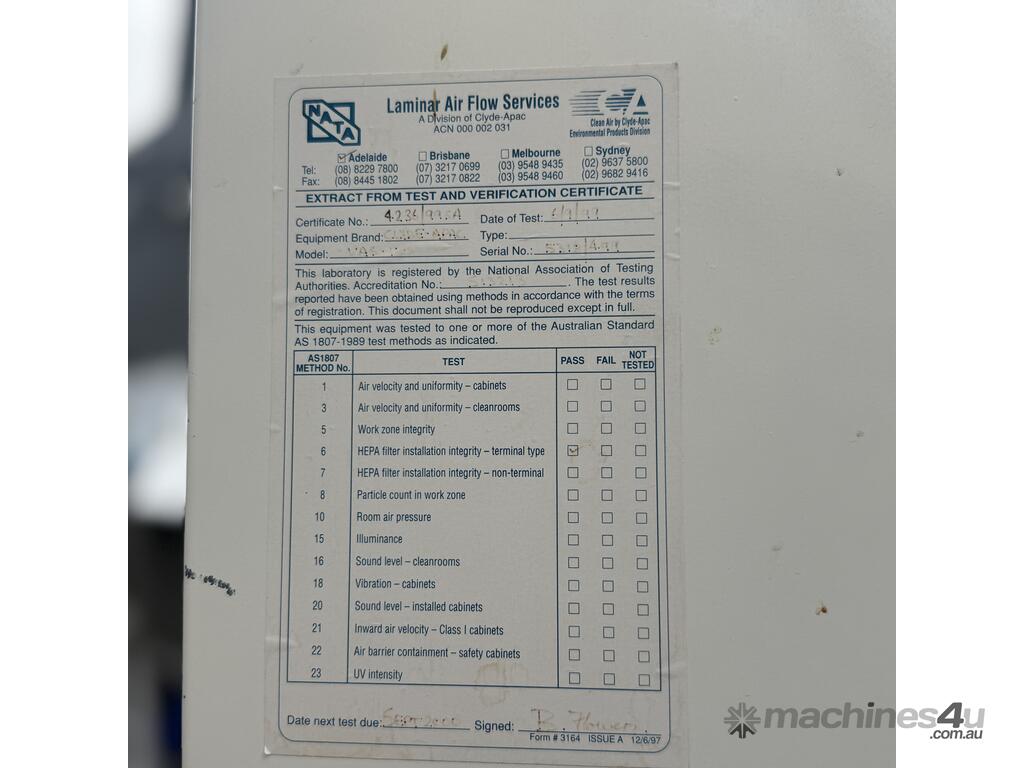 NATA
Laminar Air Flow Services
A Division of Clyde-Apac
ACN 000 002 031
Clean Air by Clyde-Apac
Environmental Products Division
Adelaide Brisbane Melbourne Sydney
Tel: (08) 8229 7800 (07) 3217 0699 (03) 9548 9435 (02) 9637 5800
Fax: (08) 8445 1802 (07) 3217 0822 (03) 9548 9460 (02) 9682 9416
EXTRACT FROM TEST AND VERIFICATION CERTIFICATE
Certificate No.: Date of Test: 6/9/99
Equipment Brand: CLYDE-APAC Type:
Model: Serial No.:
This laboratory is registered by the National Association of Testing
Authorities. Accreditation No.: . The test results
reported have been obtained using methods in accordance with the terms
of registration. This document shall not be reproduced except in full.
This equipment was tested to one or more of the Australian Standard
AS 1807-1989 test methods as indicated.
AS1807 METHOD No. TEST PASS FAIL NOT TESTED
1 Air velocity and uniformity – cabinets
3 Air velocity and uniformity – cleanrooms
5 Work zone integrity
6 HEPA filter installation integrity – terminal type
7 HEPA filter installation integrity – non-terminal
8 Particle count in work zone
10 Room air pressure
15 Illuminance
16 Sound level – cleanrooms
18 Vibration – cabinets
20 Sound level – installed cabinets
21 Inward air velocity – Class I cabinets
22 Air barrier containment – safety cabinets
23 UV intensity
Date next test due: SEPT 2000 Signed: B. Flowers
Form # 3164 ISSUE A 12/6/97
machines4u
.com.au